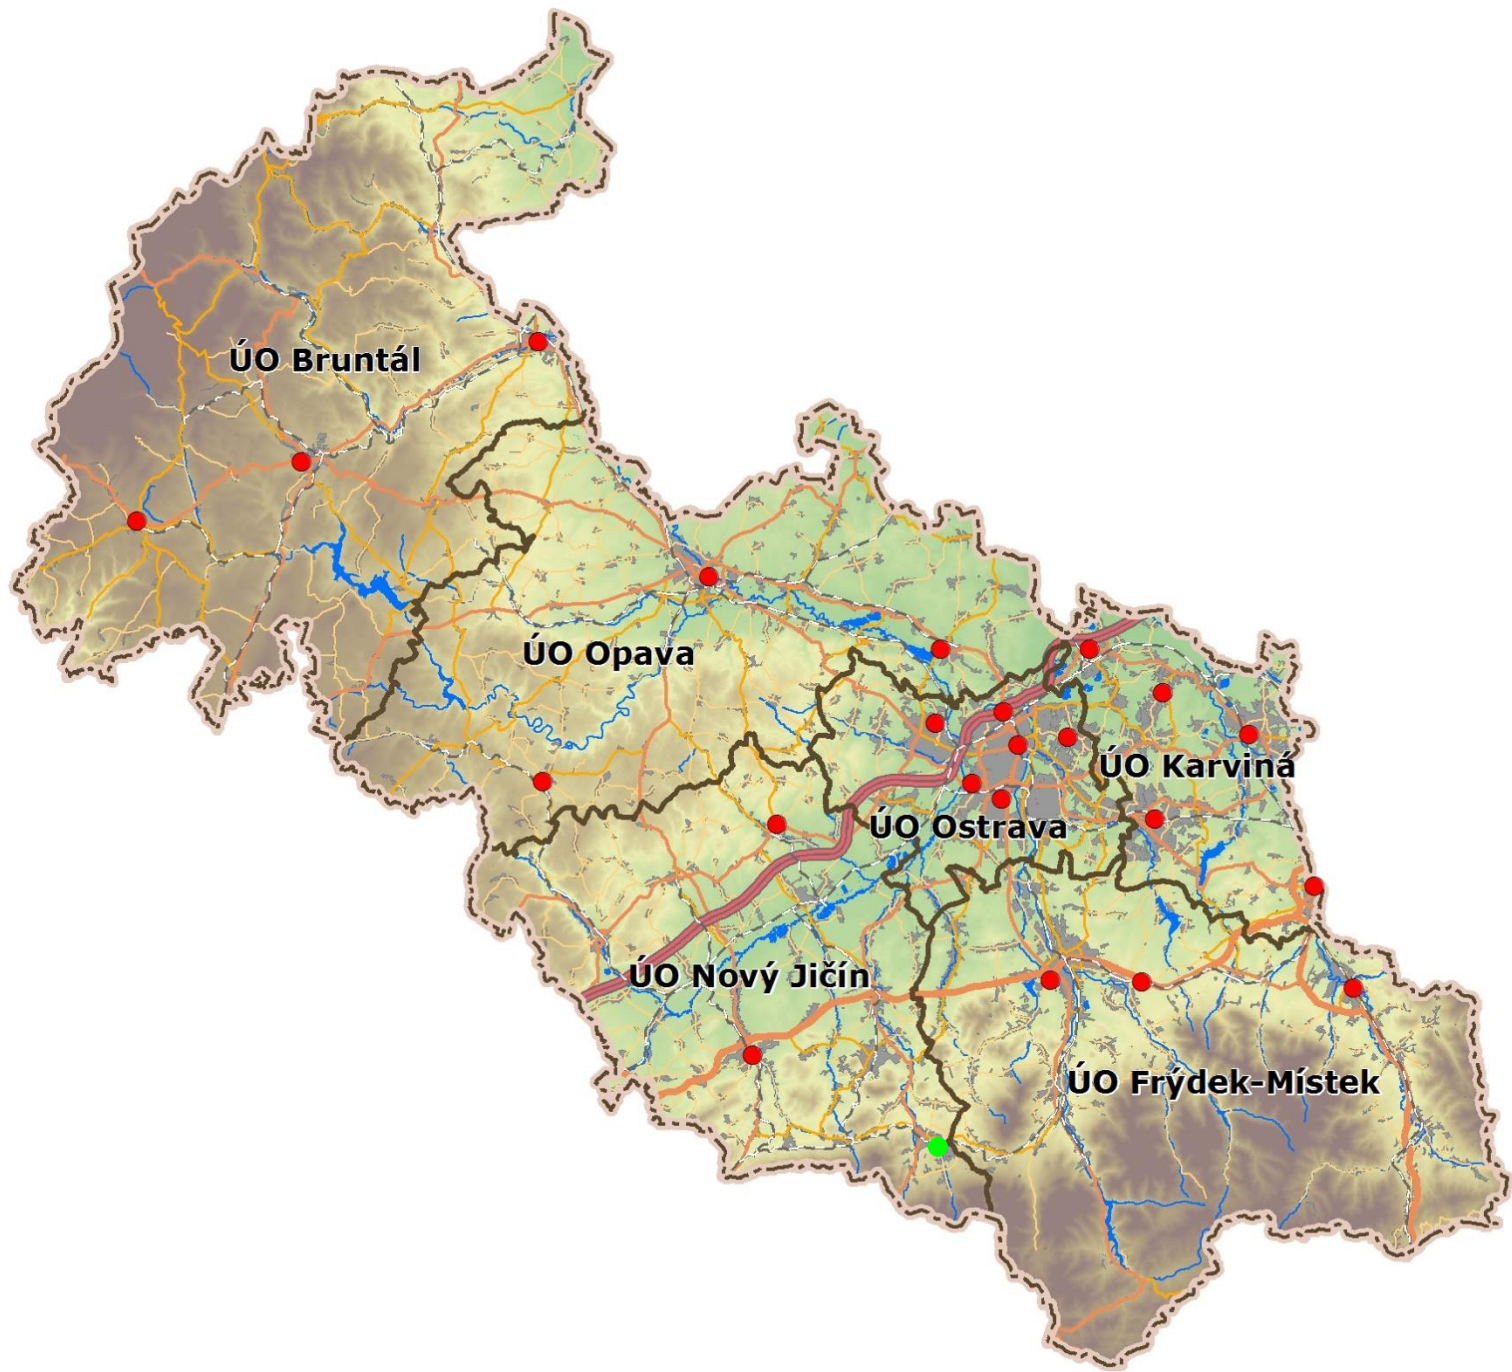 ÚO Bruntál
ÚO Opava
ÚO Karviná
ÚO Ostrava
ÚO Nový Jičín
ÚO Frýdek-Místek